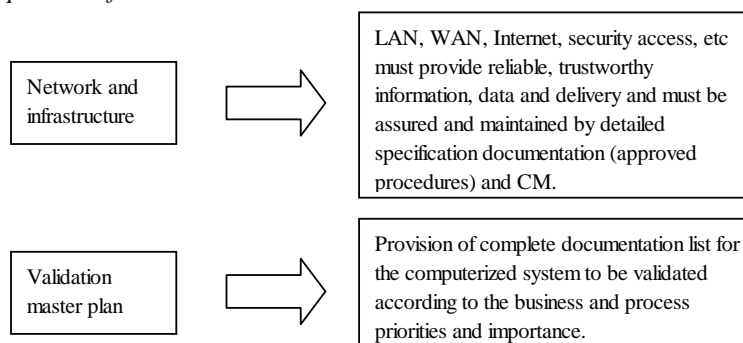 Network and
infrastructure
LAN, WAN, Internet, security access, etc
must provide reliable, trustworthy
information, data and delivery and must be
assured and maintained by detailed
specification documentation (approved
procedures) and CM.
Validation
master plan
Provision of complete documentation list for
the computerized system to be validated
according to the business and process
priorities and importance.